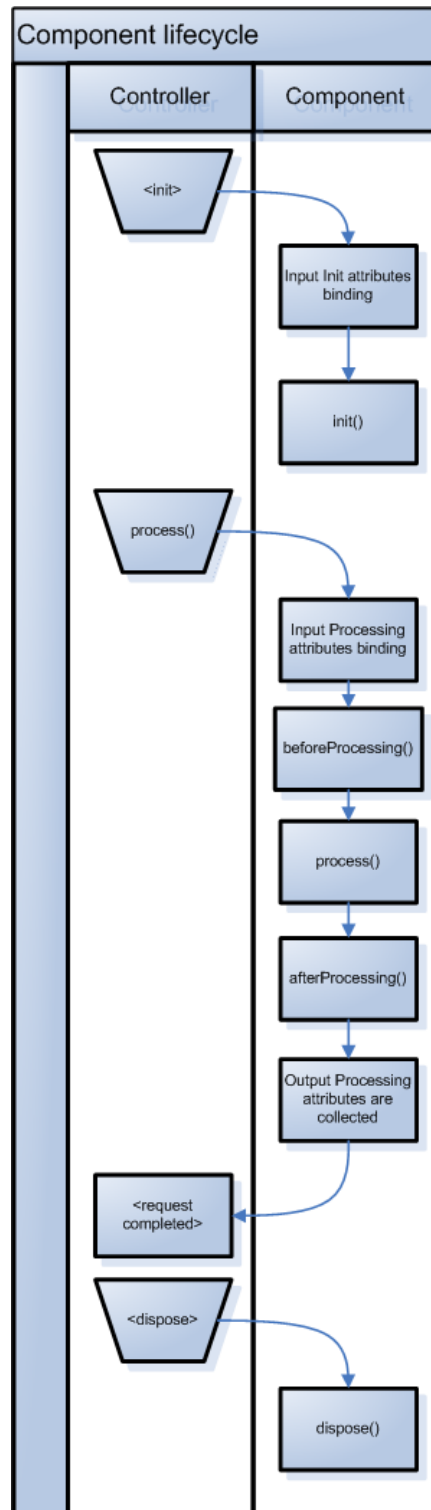 Component lifecycle
Controller
Component
<init>
Input Init attributes
binding
init()
process()
Input Processing
attributes binding
beforeProcessing()
process()
afterProcessing()
Output Processing
attributes are
collected
<request
completed>
<dispose>
dispose()